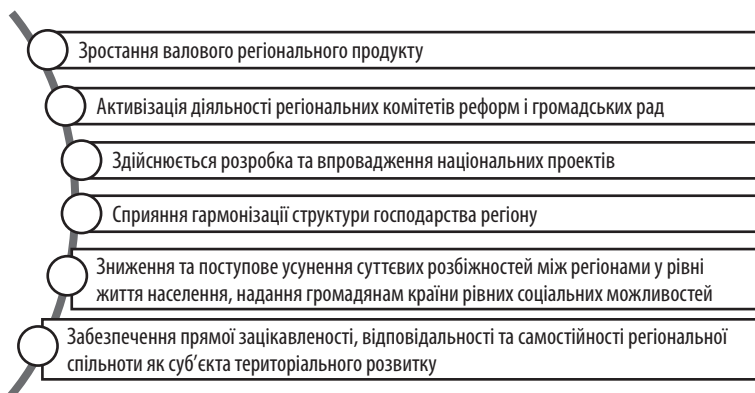 Зростання валового регіонального продукту
Активізація діяльності регіональних комітетів реформ і громадських рад
Здійснюється розробка та впровадження національних проектів
Сприяння гармонізації структури господарства регіону
Зниження та поступове усунення суттєвих розбіжностей між регіонами у рівні
життя населення, надання громадянам країни рівних соціальних можливостей
Забезпечення прямої зацікавленості, відповідальності та самостійності регіональної
спільноти як суб’єкта територіального розвитку